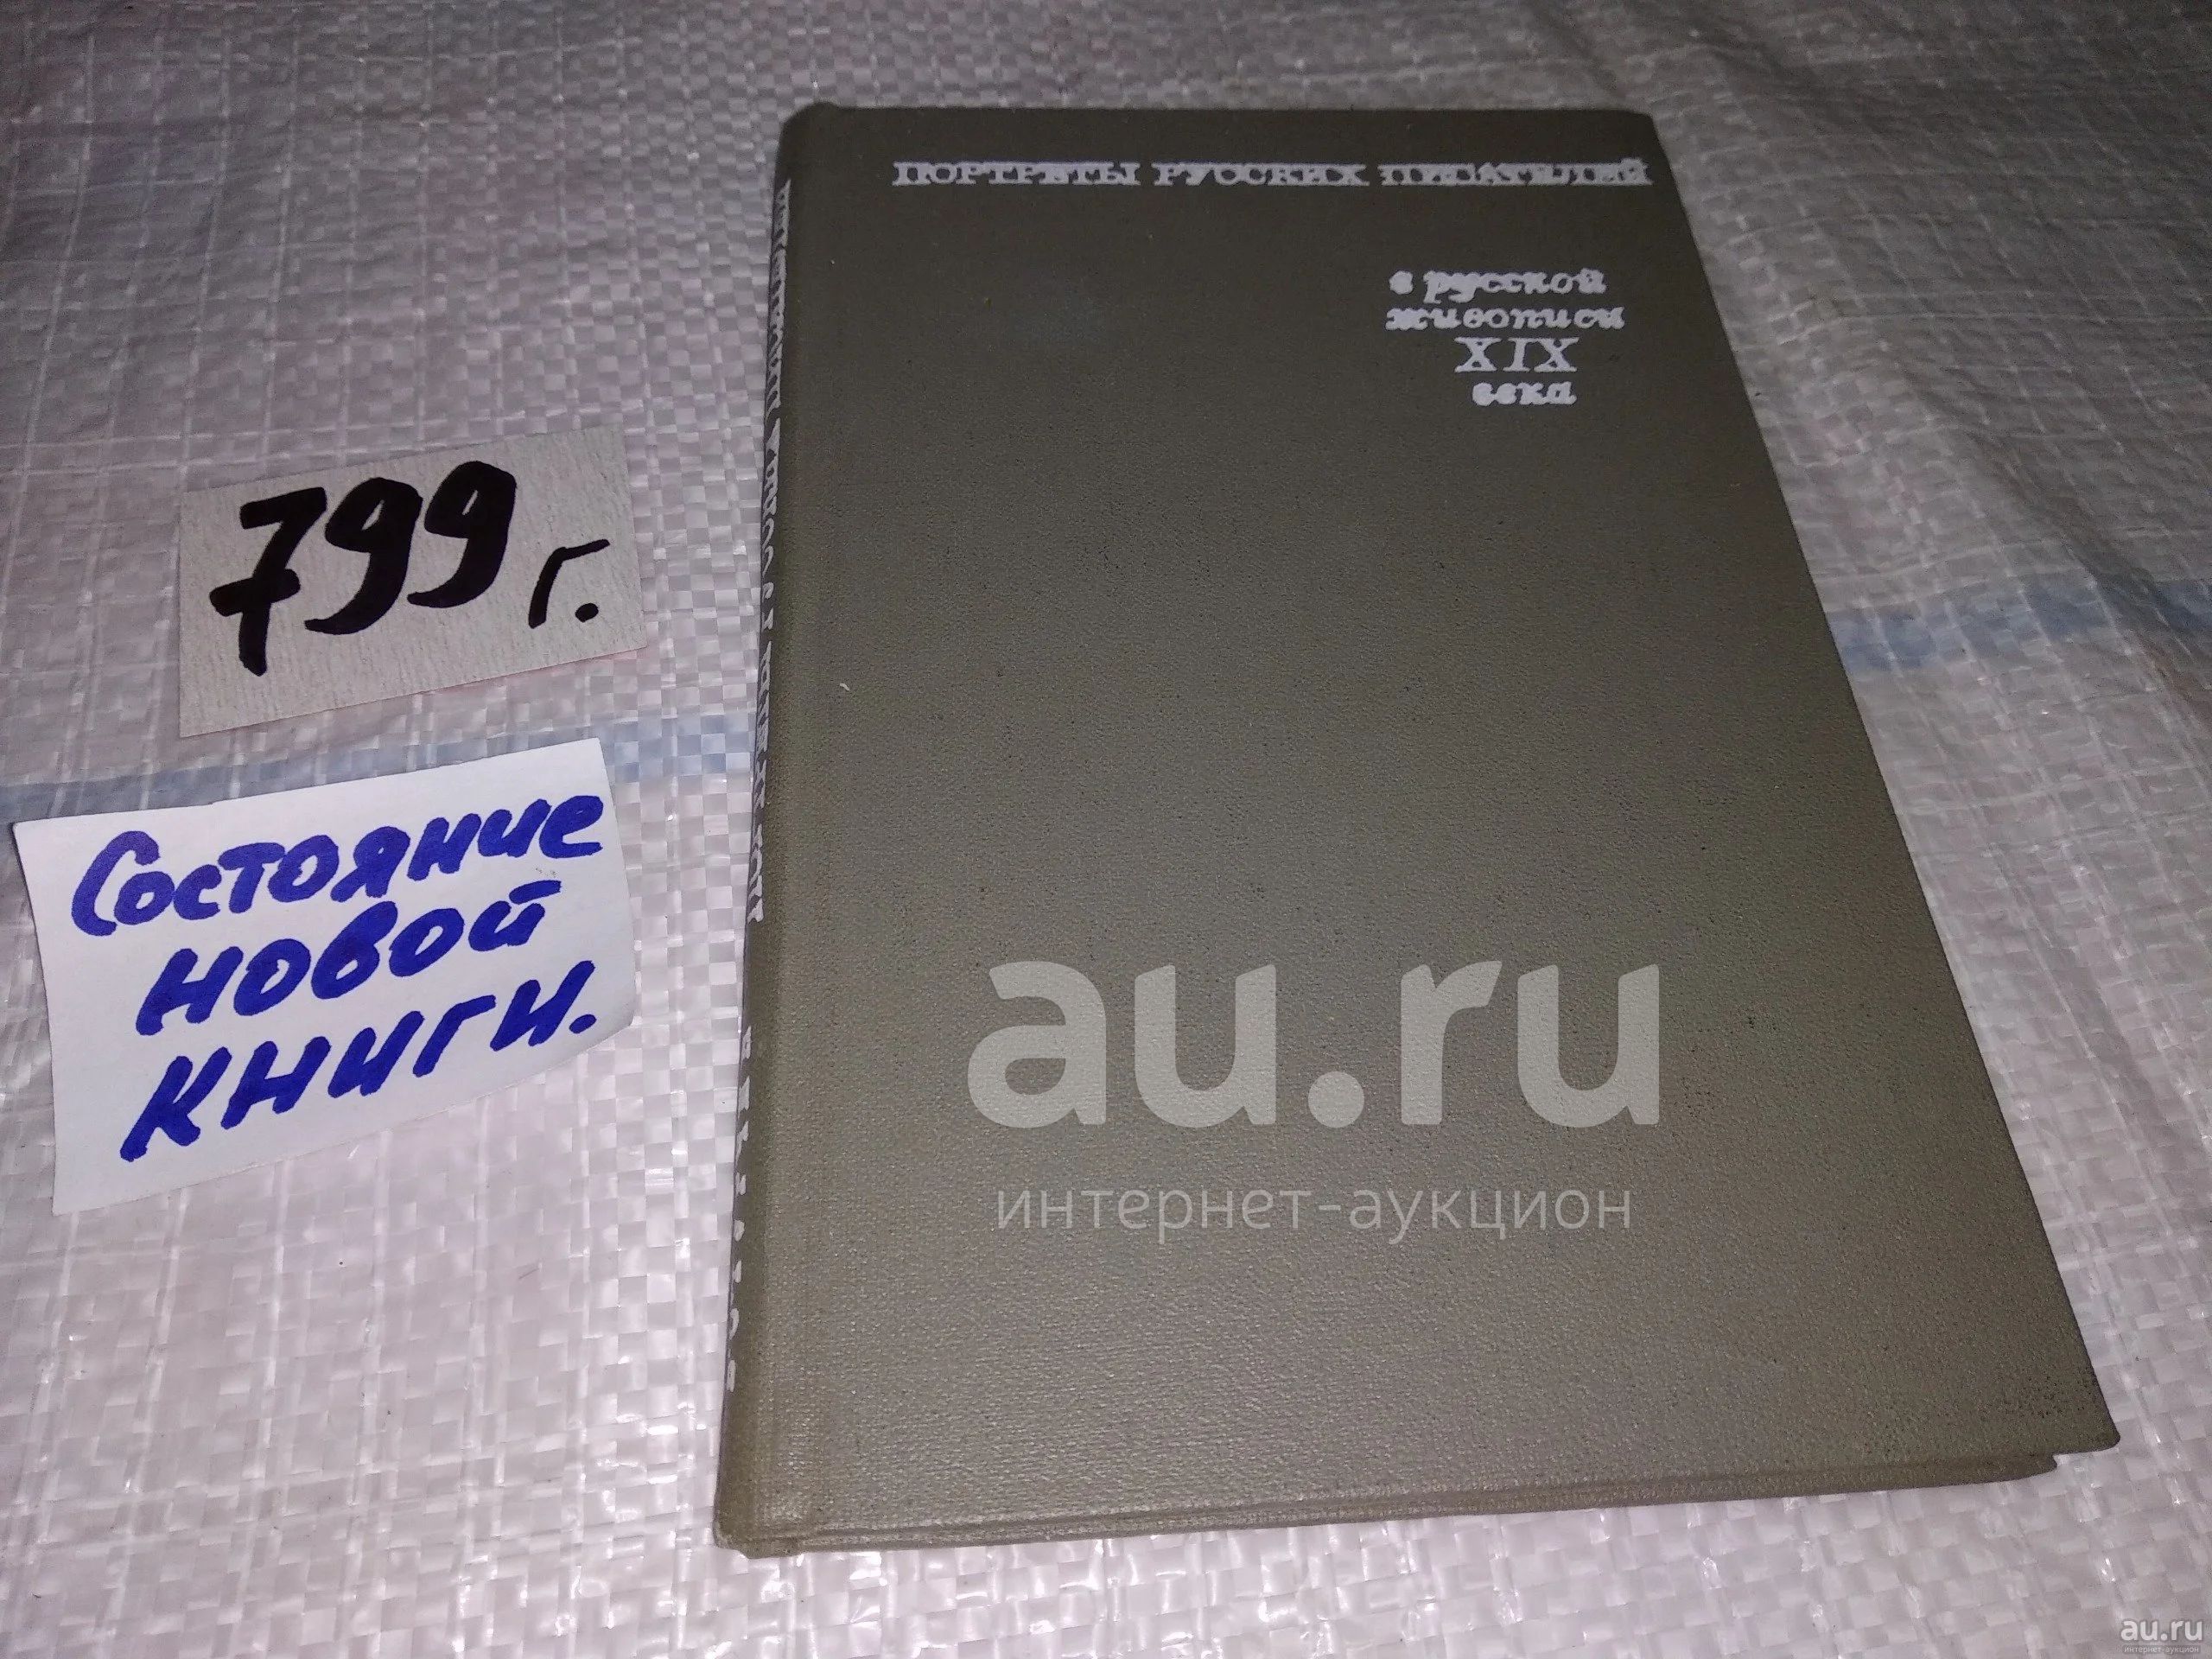 ПОРТРЕТЫ РУССКИХ ПИСАТЕЛЕЙ
в русской
живописи
XIX
века
799 г.
Состояние
новой
книги.
au.ru
интернет-аукцион
au.ru
интернет-аукцион